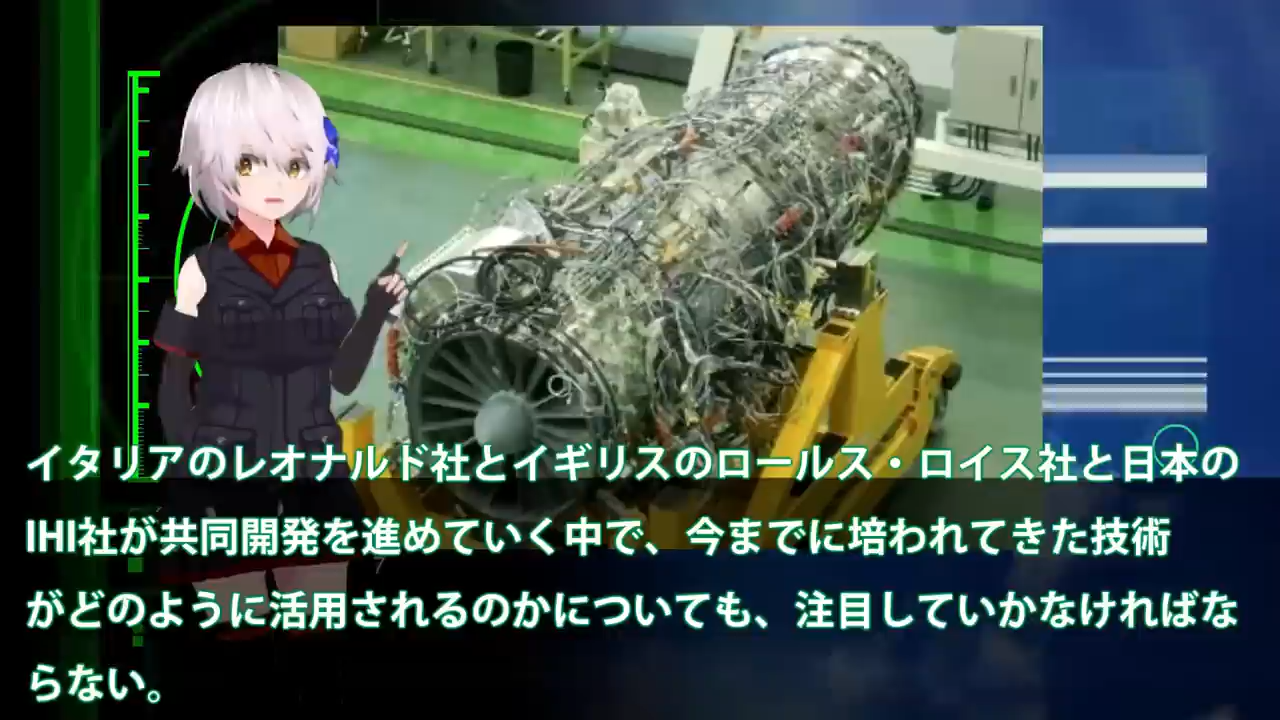 イタリアのレオナルド社とイギリスのロールス・ロイス社と日本の
IHI社が共同開発を進めていく中で、今までに培われてきた技術
がどのように活用されるのかについても、注目していかなければな
らない。